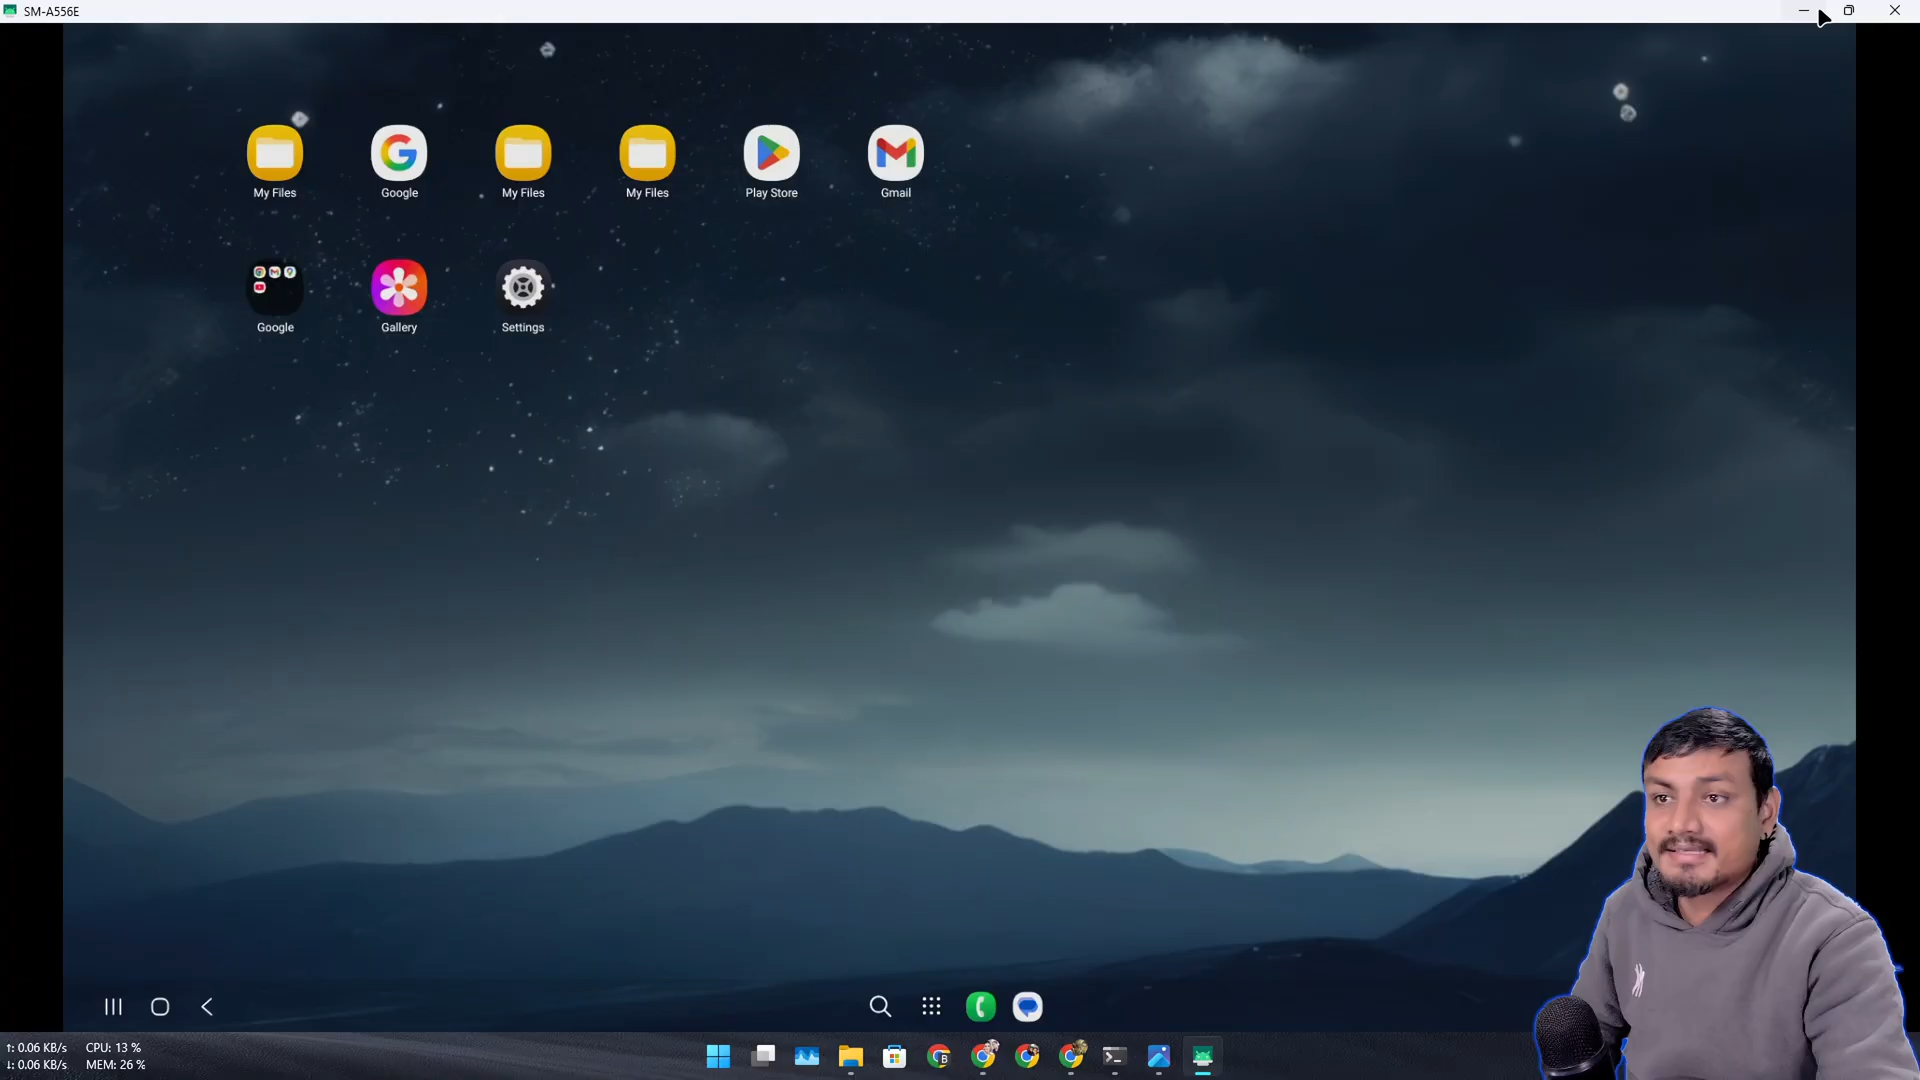 SM-A556E
My Files
Google
My Files
My Files
Play Store
Gmail
Google
Gallery
Settings
↑: 0.06 KB/s CPU: 13 %
↓: 0.06 KB/s MEM: 26 %